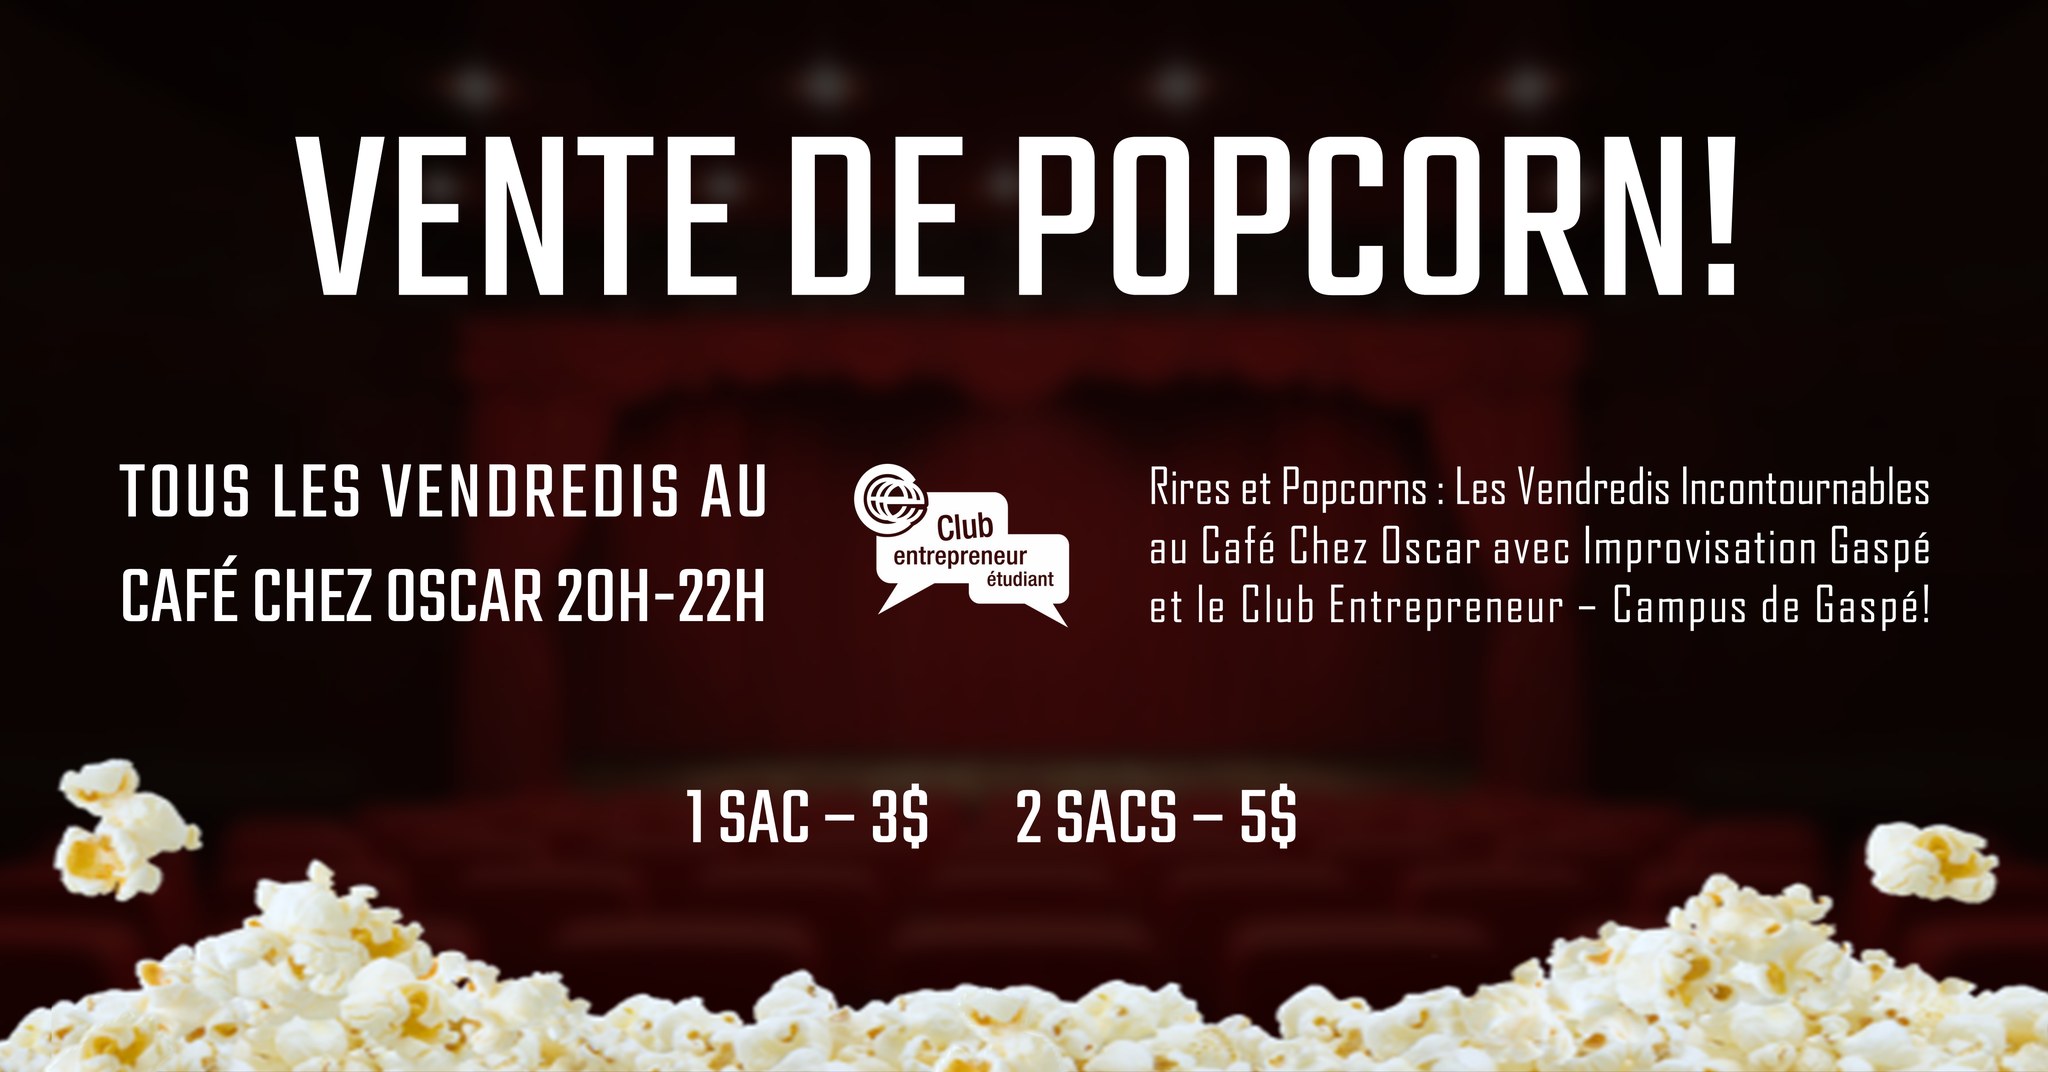 VENTE DE POPCORN!
TOUS LES VENDREDIS AU
CAFÉ CHEZ OSCAR 20H-22H
Club
entrepreneur
étudiant
Rires et Popcorns : Les Vendredis Incontournables
au Café Chez Oscar avec Improvisation Gaspé
et le Club Entrepreneur – Campus de Gaspé!
1 SAC – 3$ 2 SACS – 5$